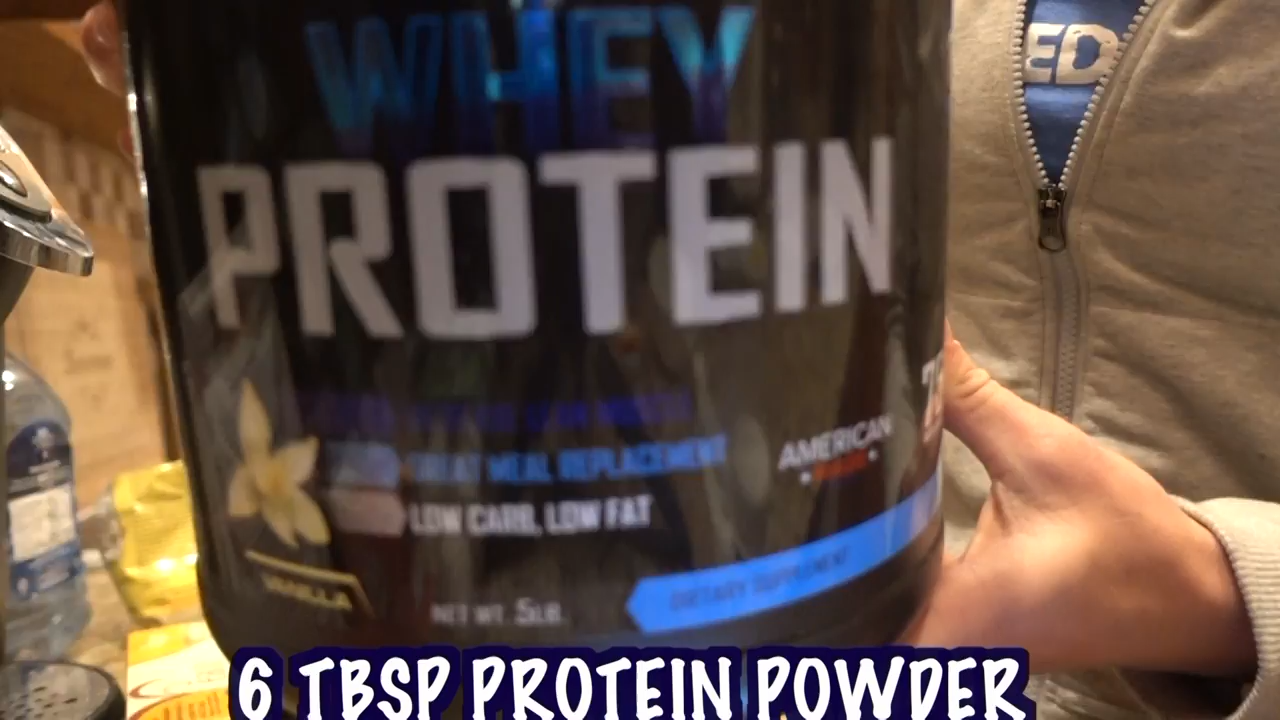 WHEY
PROTEIN
GREAT MEAL REPLACEMENT
LOW CARB, LOW FAT
AMERICAN
VANILLA
NET WT. 5LB.
DIETARY SUPPLEMENT
ED
6 TBSP PROTEIN POWDER